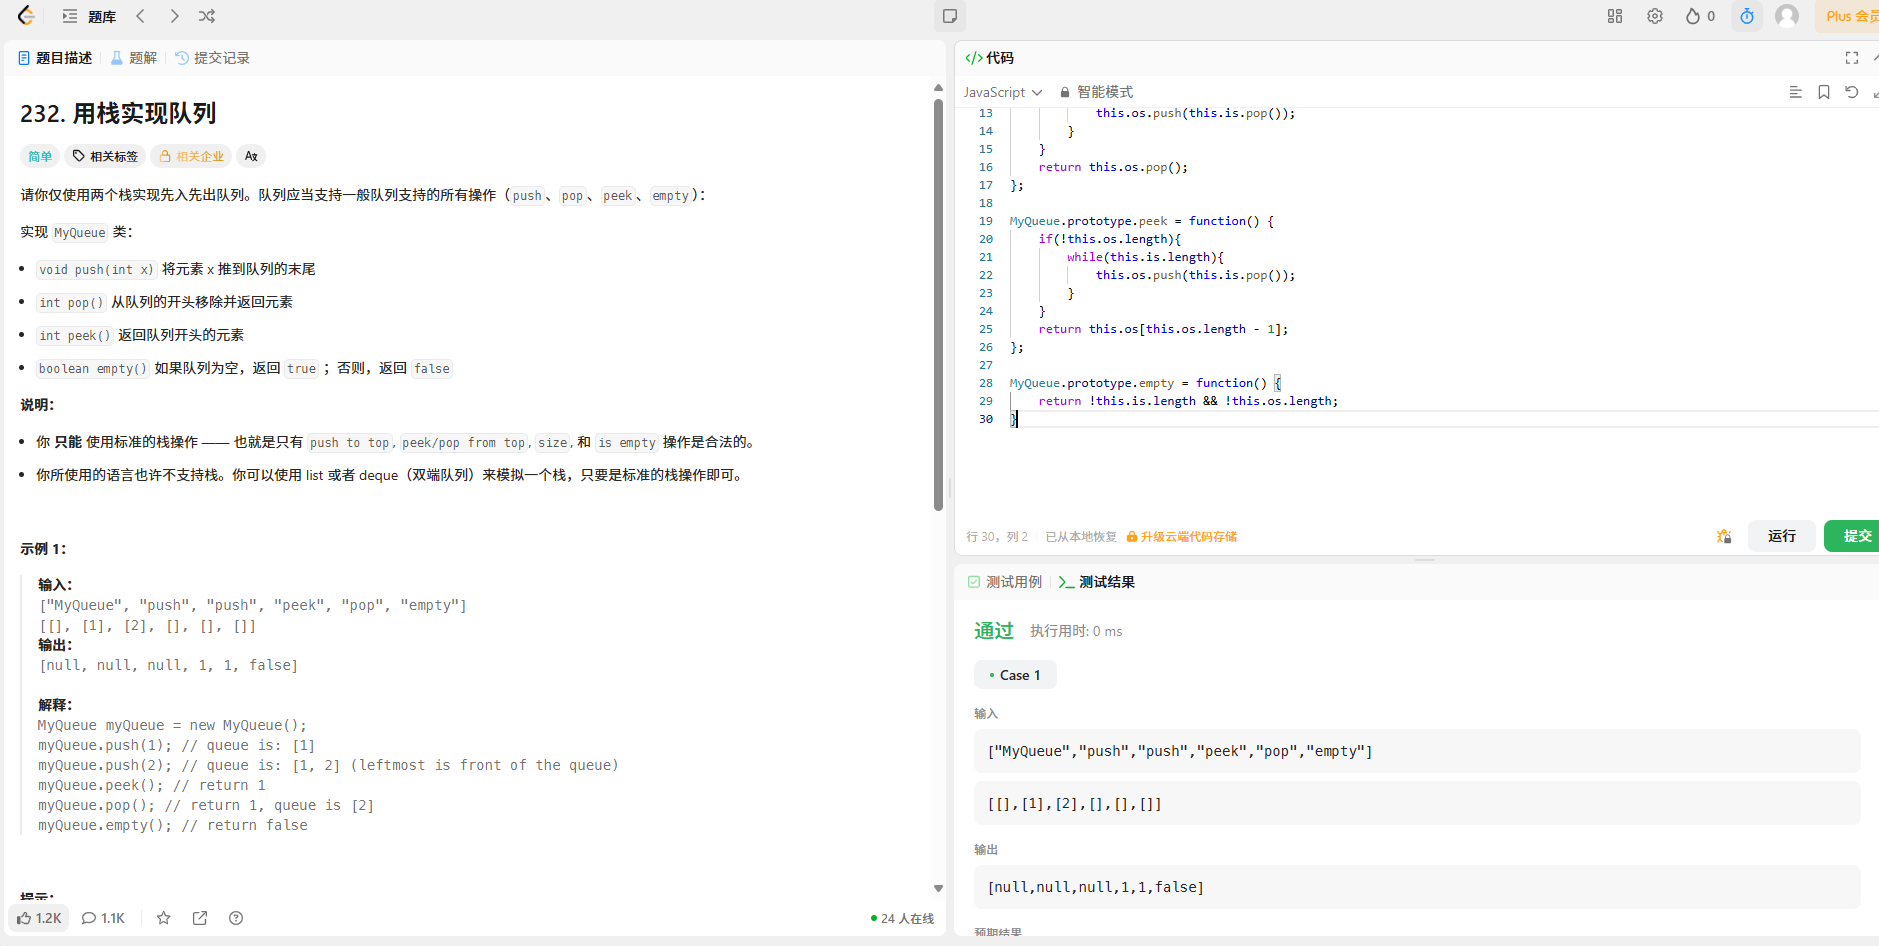 题库
0
Plus 会员
题目描述
题解
提交记录
232. 用栈实现队列
简单
相关标签
相关企业
请你仅使用两个栈实现先入先出队列。队列应当支持一般队列支持的所有操作（push、pop、peek、empty）：
实现 MyQueue 类：
void push(int x) 将元素 x 推到队列的末尾
int pop() 从队列的开头移除并返回元素
int peek() 返回队列开头的元素
boolean empty() 如果队列为空，返回 true ；否则，返回 false
说明：
你 只能 使用标准的栈操作 —— 也就是只有 push to top, peek/pop from top, size, 和 is empty 操作是合法的。
你所使用的语言也许不支持栈。你可以使用 list 或者 deque（双端队列）来模拟一个栈，只要是标准的栈操作即可。
示例 1：
输入：
["MyQueue", "push", "push", "peek", "pop", "empty"]
[[], [1], [2], [], [], []]
输出：
[null, null, null, 1, 1, false]
解释：
MyQueue myQueue = new MyQueue();
myQueue.push(1); // queue is: [1]
myQueue.push(2); // queue is: [1, 2] (leftmost is front of the queue)
myQueue.peek(); // return 1
myQueue.pop(); // return 1, queue is [2]
myQueue.empty(); // return false
提示：
1.2K
1.1K
24 人在线
代码
JavaScript
智能模式
13 this.os.push(this.is.pop());
14 }
15 }
16 return this.os.pop();
17 };
18
19 MyQueue.prototype.peek = function() {
20 if(!this.os.length){
21 while(this.is.length){
22 this.os.push(this.is.pop());
23 }
24 }
25 return this.os[this.os.length - 1];
26 };
27
28 MyQueue.prototype.empty = function() {
29 return !this.is.length && !this.os.length;
30 }
行 30，列 2
已从本地恢复
升级云端代码存储
运行
提交
测试用例
测试结果
通过
执行用时: 0 ms
Case 1
输入
["MyQueue","push","push","peek","pop","empty"]
[[],[1],[2],[],[],[]]
输出
[null,null,null,1,1,false]
预期结果